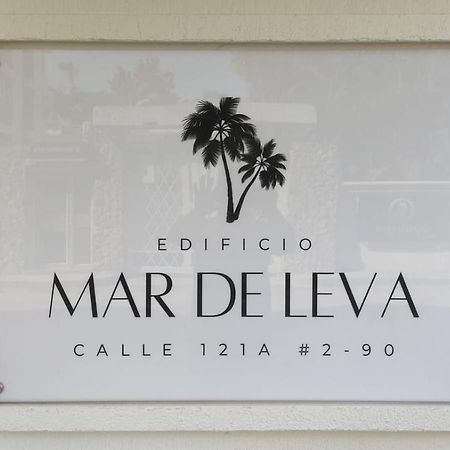 EDIFICIO
MAR DE LEVA
CALLE 121A #2-90